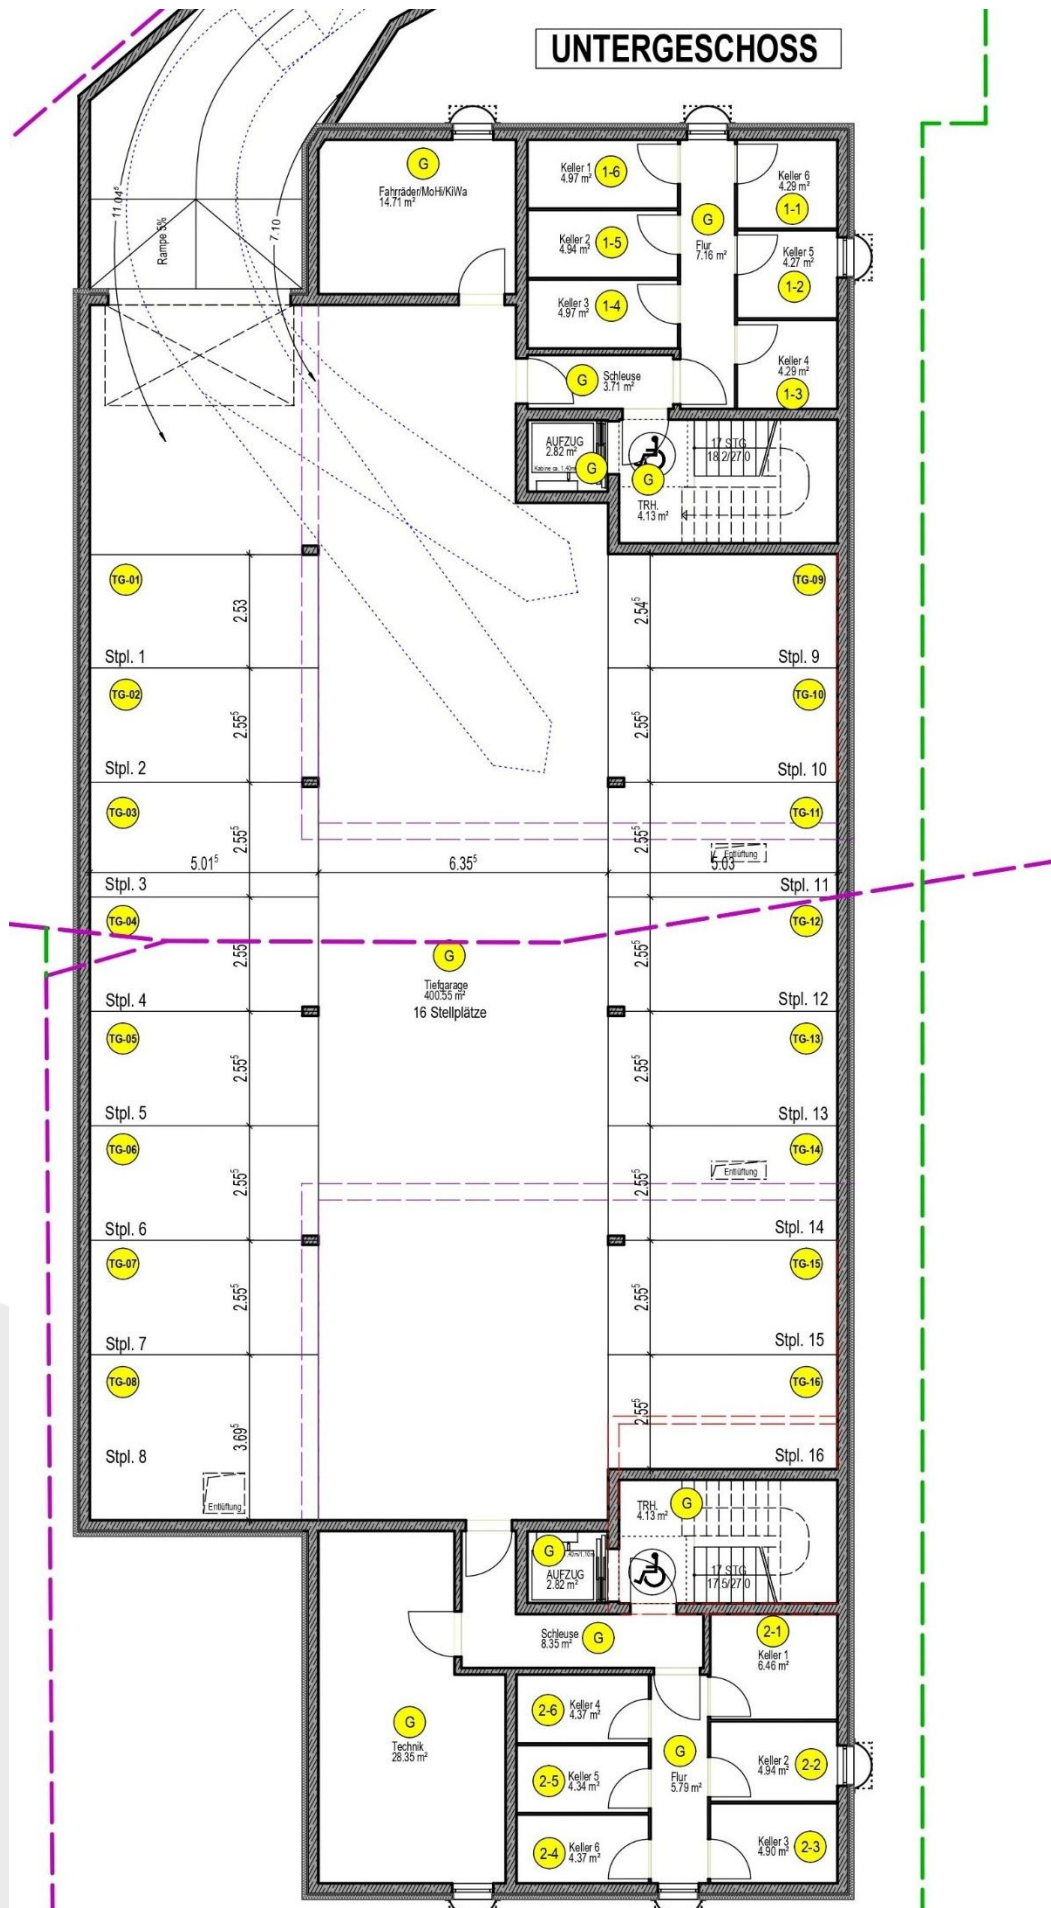 UNTERGESCHOSS
11.04⁵
Rampe 5%
7.10
G
Fahrräder/MoHi/KiWa
14.71 m²
Keller 1
4.97 m²
1-6
Keller 2
4.94 m²
1-5
Keller 3
4.97 m²
1-4
G
Flur
7.16 m²
Keller 6
4.29 m²
1-1
Keller 5
4.27 m²
1-2
Keller 4
4.29 m²
1-3
G
Schleuse
3.71 m²
AUFZUG
2.82 m²
G
Kabine ca. 1.40m
G
TRH.
4.13 m²
17 STG
18.2/27.0
TG-01
2.53
Stpl. 1
TG-02
2.55⁵
Stpl. 2
TG-03
2.55⁵
5.01⁵
Stpl. 3
TG-04
2.55⁵
Stpl. 4
TG-05
2.55⁵
Stpl. 5
TG-06
2.55⁵
Stpl. 6
TG-07
2.55⁵
Stpl. 7
TG-08
3.69⁵
Stpl. 8
Entlüftung
6.35⁵
G
Tiefgarage
400.55 m²
16 Stellplätze
TG-09
2.54⁵
Stpl. 9
TG-10
2.55⁵
Stpl. 10
TG-11
2.55⁵
Entlüftung
5.03
Stpl. 11
TG-12
2.55⁵
Stpl. 12
TG-13
2.55⁵
Stpl. 13
TG-14
2.55⁵
Entlüftung
Stpl. 14
TG-15
2.55⁵
Stpl. 15
TG-16
2.55⁵
Stpl. 16
TRH.
4.13 m²
G
17 STG
17.5/27.0
G
AUFZUG
2.82 m²
Schleuse
8.35 m²
G
2-1
Keller 1
6.46 m²
G
Technik
28.35 m²
2-6
Keller 4
4.37 m²
2-5
Keller 5
4.34 m²
2-4
Keller 6
4.37 m²
G
Flur
5.79 m²
Keller 2
4.94 m²
2-2
Keller 3
4.90 m²
2-3